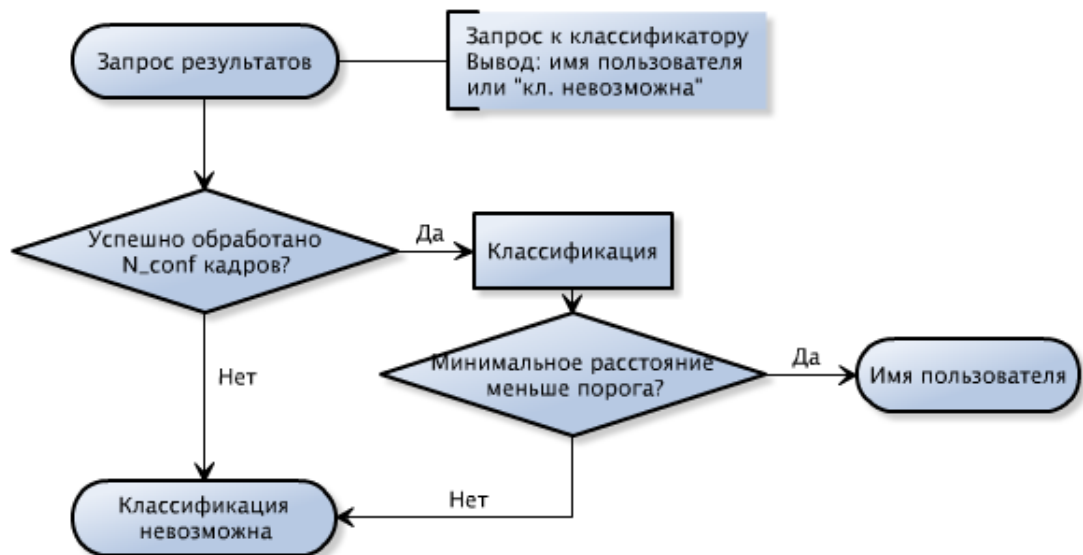 Запрос результатов
Запрос к классификатору
Вывод: имя пользователя
или "кл. невозможна"
Успешно обработано
N_conf кадров?
Да
Классификация
Минимальное расстояние
меньше порога?
Да
Имя пользователя
Нет
Нет
Классификация
невозможна